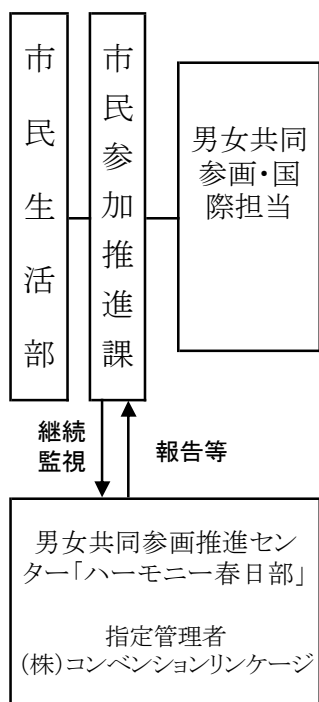 市民生活部
市民参加推進課
男女共同
参画・国
際担当
継続
監視
報告等
男女共同参画推進セン
ター「ハーモニー春日部」
指定管理者
(株)コンベンションリンケージ